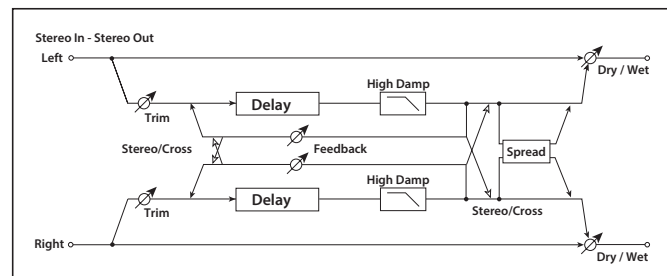 Stereo In - Stereo Out
Left
Dry / Wet
High Damp
Delay
Trim
Stereo/Cross
Feedback
Spread
High Damp
Delay
Trim
Stereo/Cross
Right
Dry / Wet